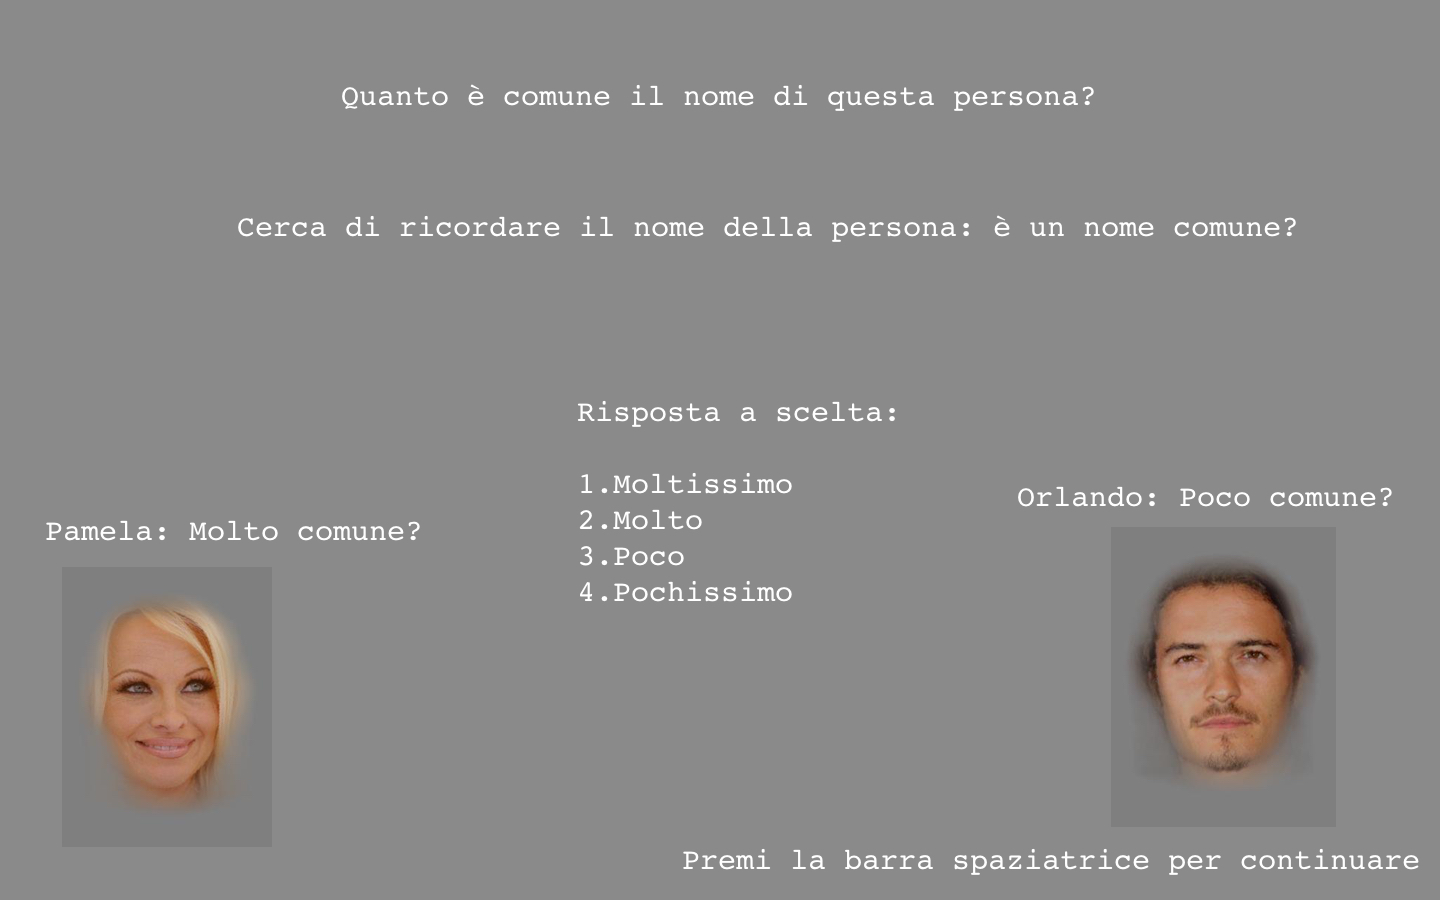 Quanto è comune il nome di questa persona?
Cerca di ricordare il nome della persona: è un nome comune?
Risposta a scelta:
1.Moltissimo
2.Molto
3.Poco
4.Pochissimo
Pamela: Molto comune?
Orlando: Poco comune?
Premi la barra spaziatrice per continuare